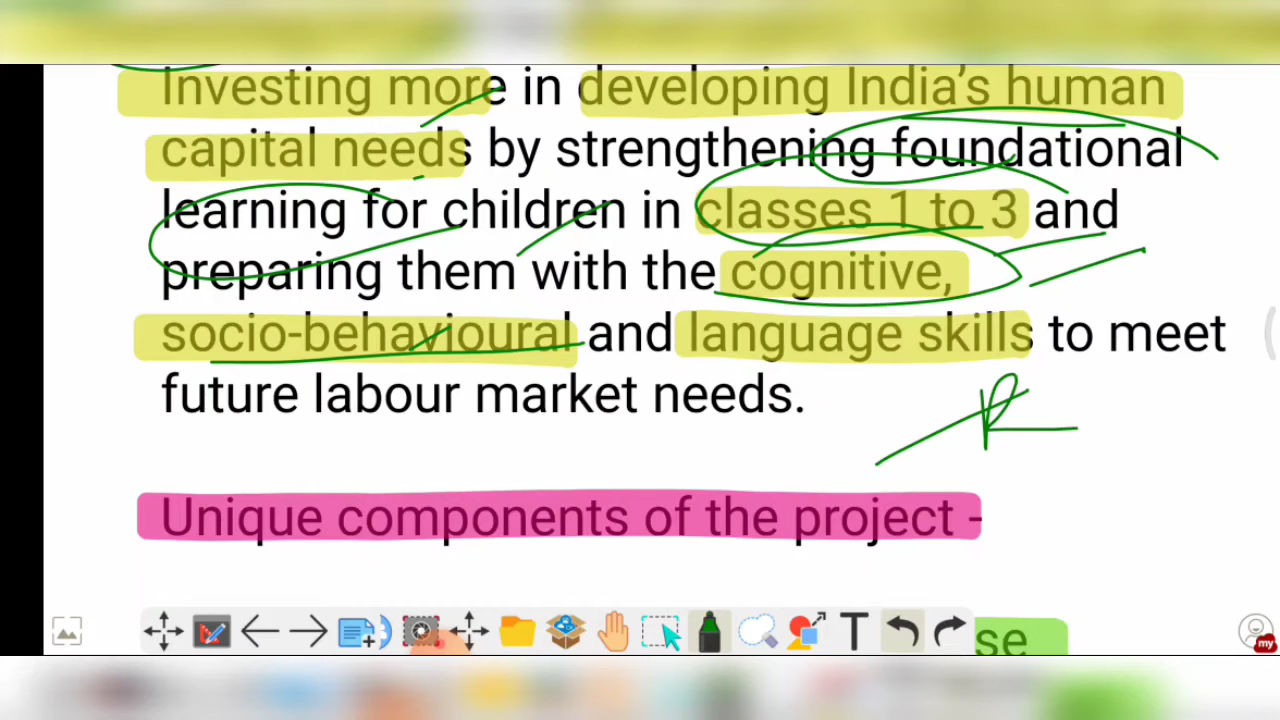 Investing more in developing India's human
capital needs by strengthening foundational
learning for children in classes 1 to 3 and
preparing them with the cognitive,
socio-behavioural and language skills to meet
future labour market needs.
R
Unique components of the project -
se
T
my